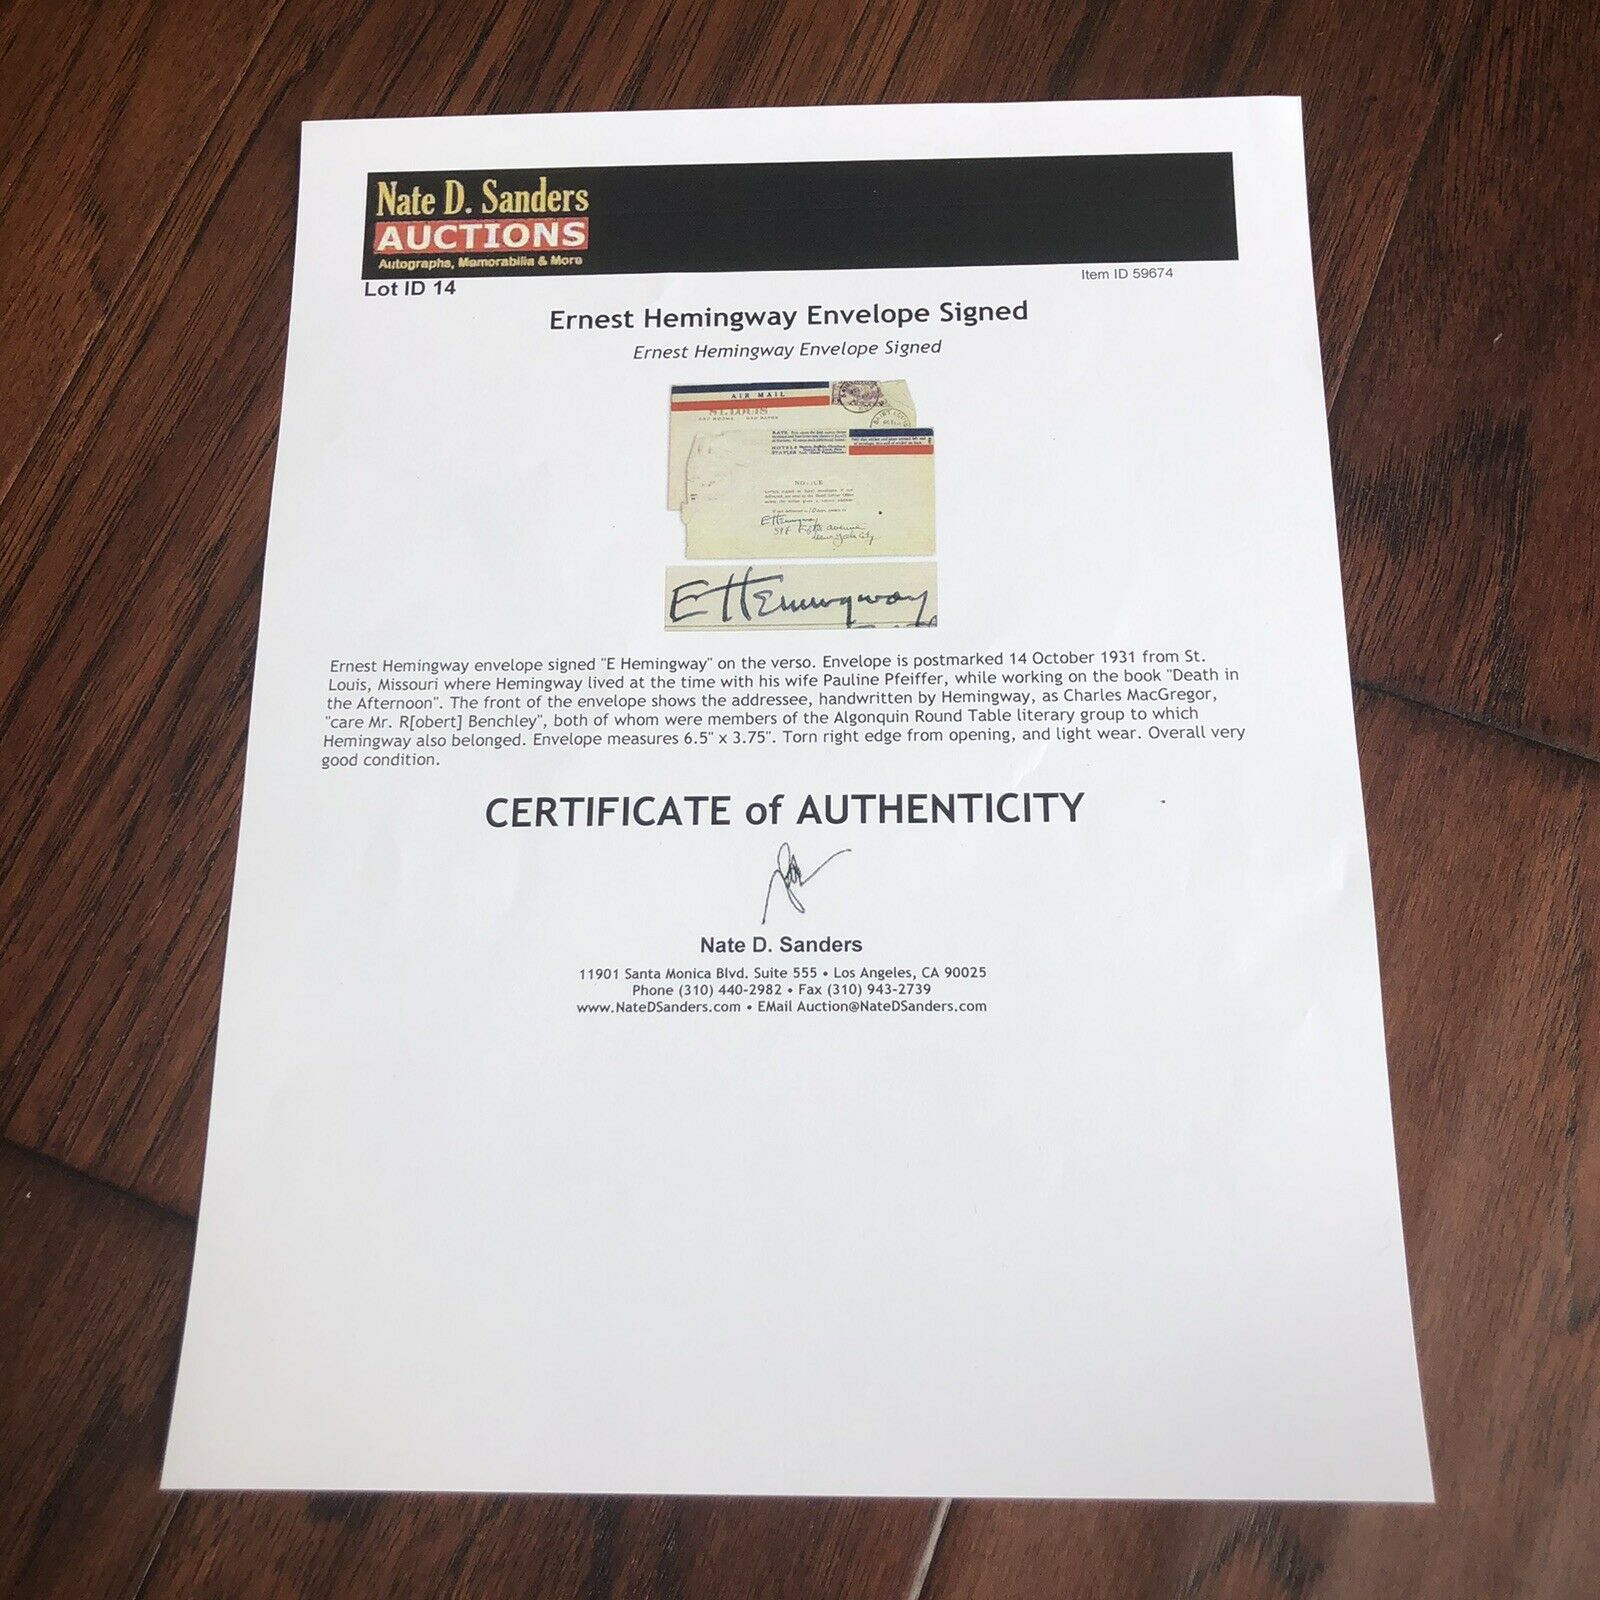 Nate D. Sanders
AUCTIONS
Autographs, Memorabilia & More
Lot ID 14
Item ID 59674
Ernest Hemingway Envelope Signed
Ernest Hemingway Envelope Signed
AIR MAIL
ST. LOUIS
RATE
HOTELS
STATLER
E Hemingway
New York City
E Hemingway
Ernest Hemingway envelope signed "E Hemingway" on the verso. Envelope is postmarked 14 October 1931 from St.
Louis, Missouri where Hemingway lived at the time with his wife Pauline Pfeiffer, while working on the book "Death in
the Afternoon". The front of the envelope shows the addressee, handwritten by Hemingway, as Charles MacGregor,
"care Mr. R[obert] Benchley", both of whom were members of the Algonquin Round Table literary group to which
Hemingway also belonged. Envelope measures 6.5" x 3.75". Torn right edge from opening, and light wear. Overall very
good condition.
CERTIFICATE of AUTHENTICITY
Nate D. Sanders
11901 Santa Monica Blvd. Suite 555 • Los Angeles, CA 90025
Phone (310) 440-2982 • Fax (310) 943-2739
www.NateDSanders.com • EMail Auction@NateDSanders.com